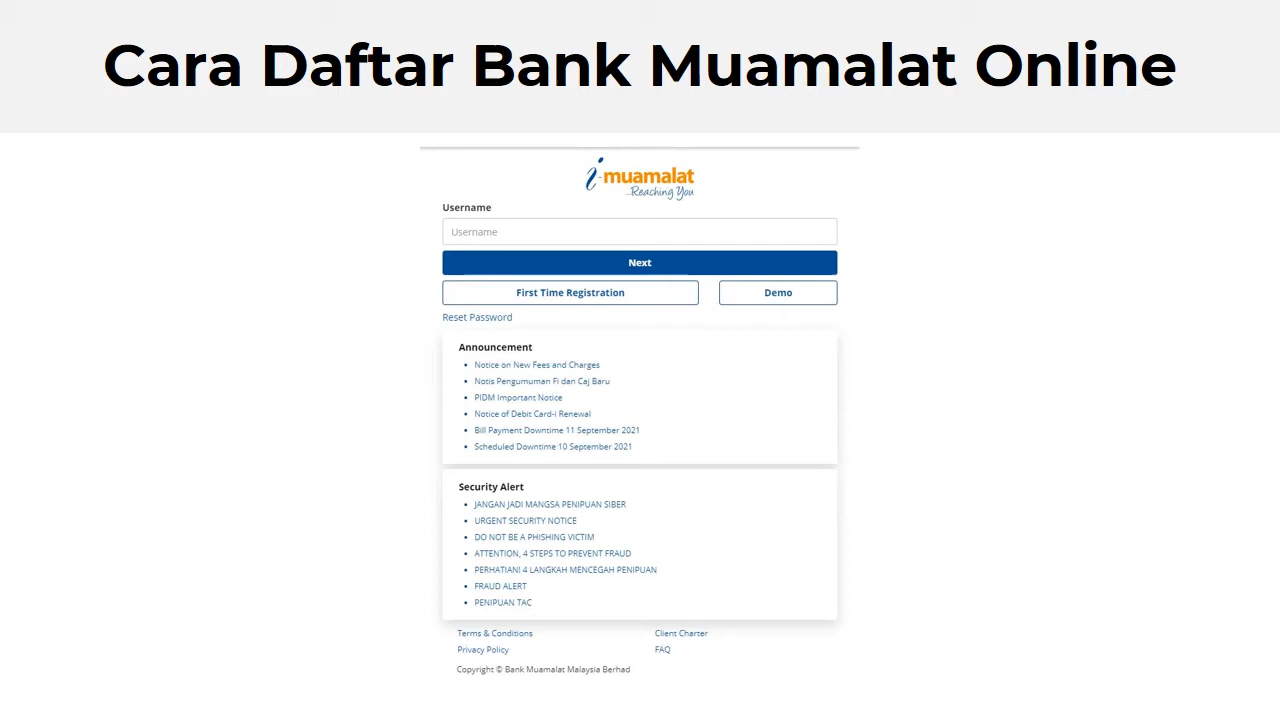 Cara Daftar Bank Muamalat Online
i-muamalat
...Reaching You
Username
Username
Next
First Time Registration
Demo
Reset Password
Announcement
Notice on New Fees and Charges
Notis Pengumuman Fi dan Caj Baru
PIDM Important Notice
Notice of Debit Card-i Renewal
Bill Payment Downtime 11 September 2021
Scheduled Downtime 10 September 2021
Security Alert
JANGAN JADI MANGSA PENIPUAN SIBER
URGENT SECURITY NOTICE
DO NOT BE A PHISHING VICTIM
ATTENTION, 4 STEPS TO PREVENT FRAUD
PERHATIAN! 4 LANGKAH MENCEGAH PENIPUAN
FRAUD ALERT
PENIPUAN TAC
Terms & Conditions
Client Charter
Privacy Policy
FAQ
Copyright © Bank Muamalat Malaysia Berhad